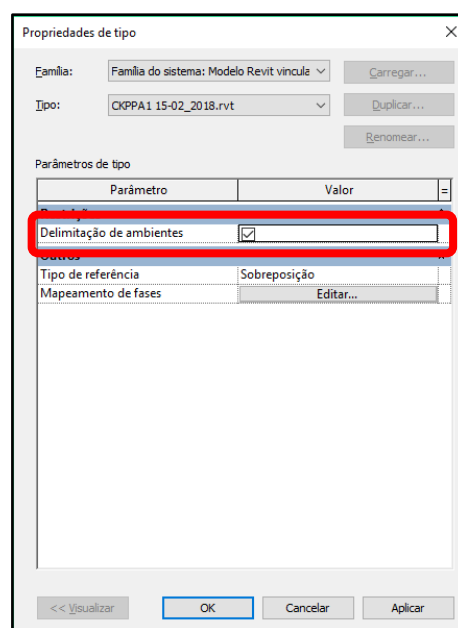 Propriedades de tipo
Família: Família do sistema: Modelo Revit vincula Carregar...
Tipo: CKPPA1 15-02_2018.rvt Duplicar...
Renomear...
Parâmetros de tipo
Parâmetro Valor =
Delimitação de ambientes
Outros
Tipo de referência Sobreposição
Mapeamento de fases Editar...
<< Visualizar OK Cancelar Aplicar